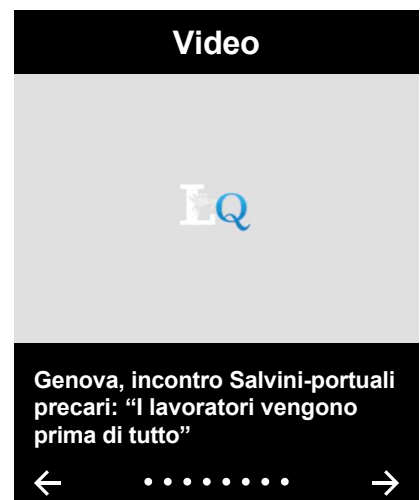 Video
LQ
Genova, incontro Salvini-portuali
precari: “I lavoratori vengono
prima di tutto”